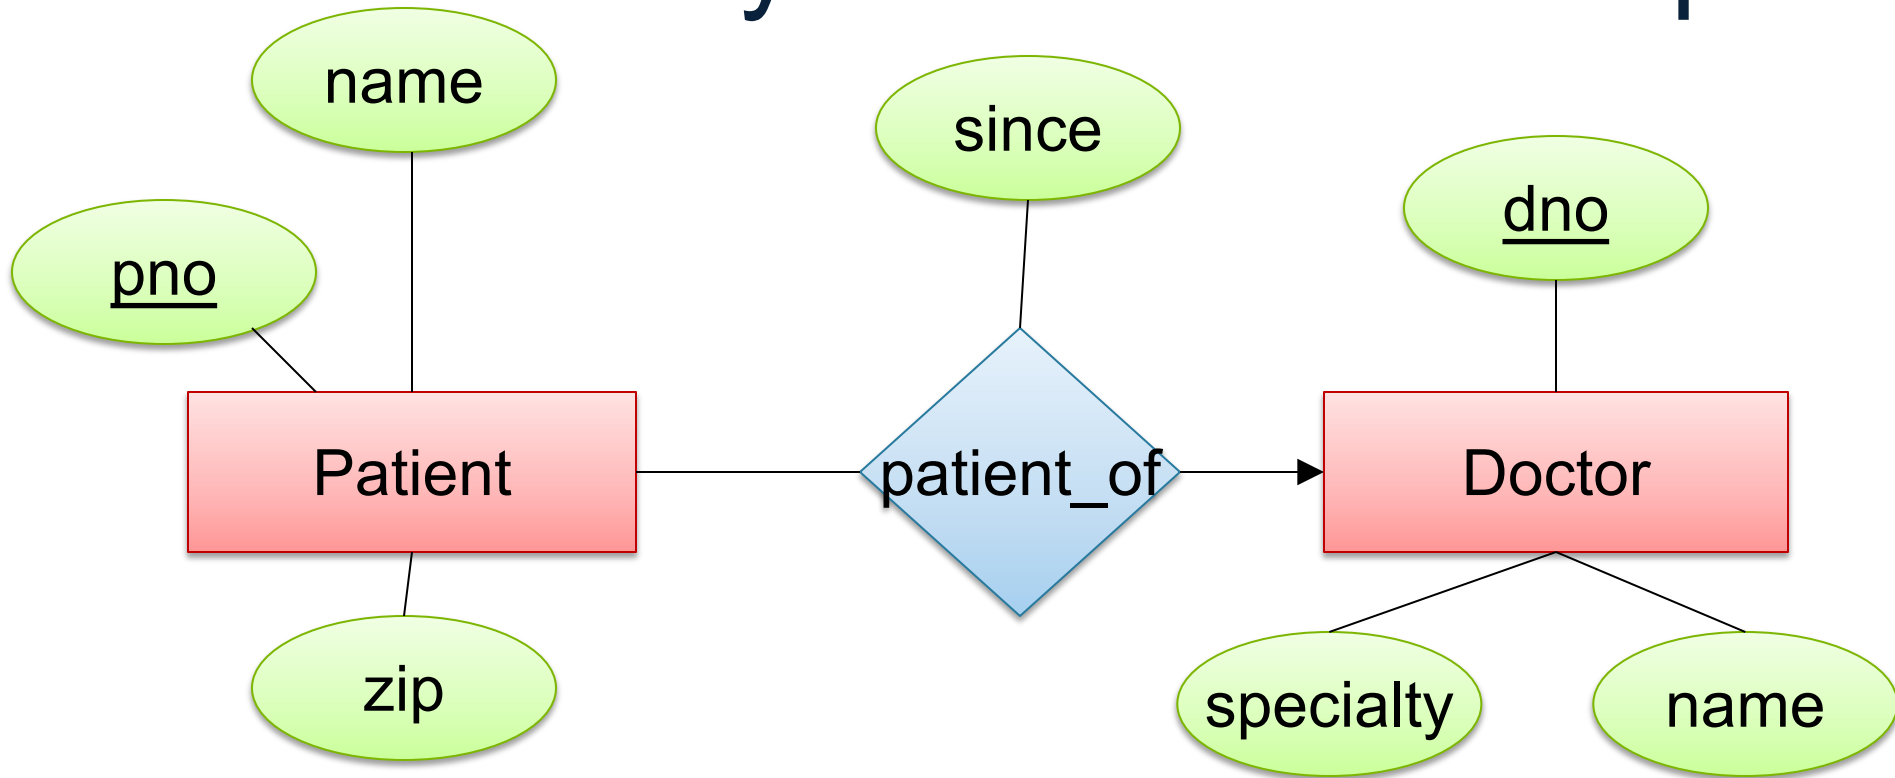 name
since
dno
pno
Patient
patient_of
Doctor
zip
specialty
name